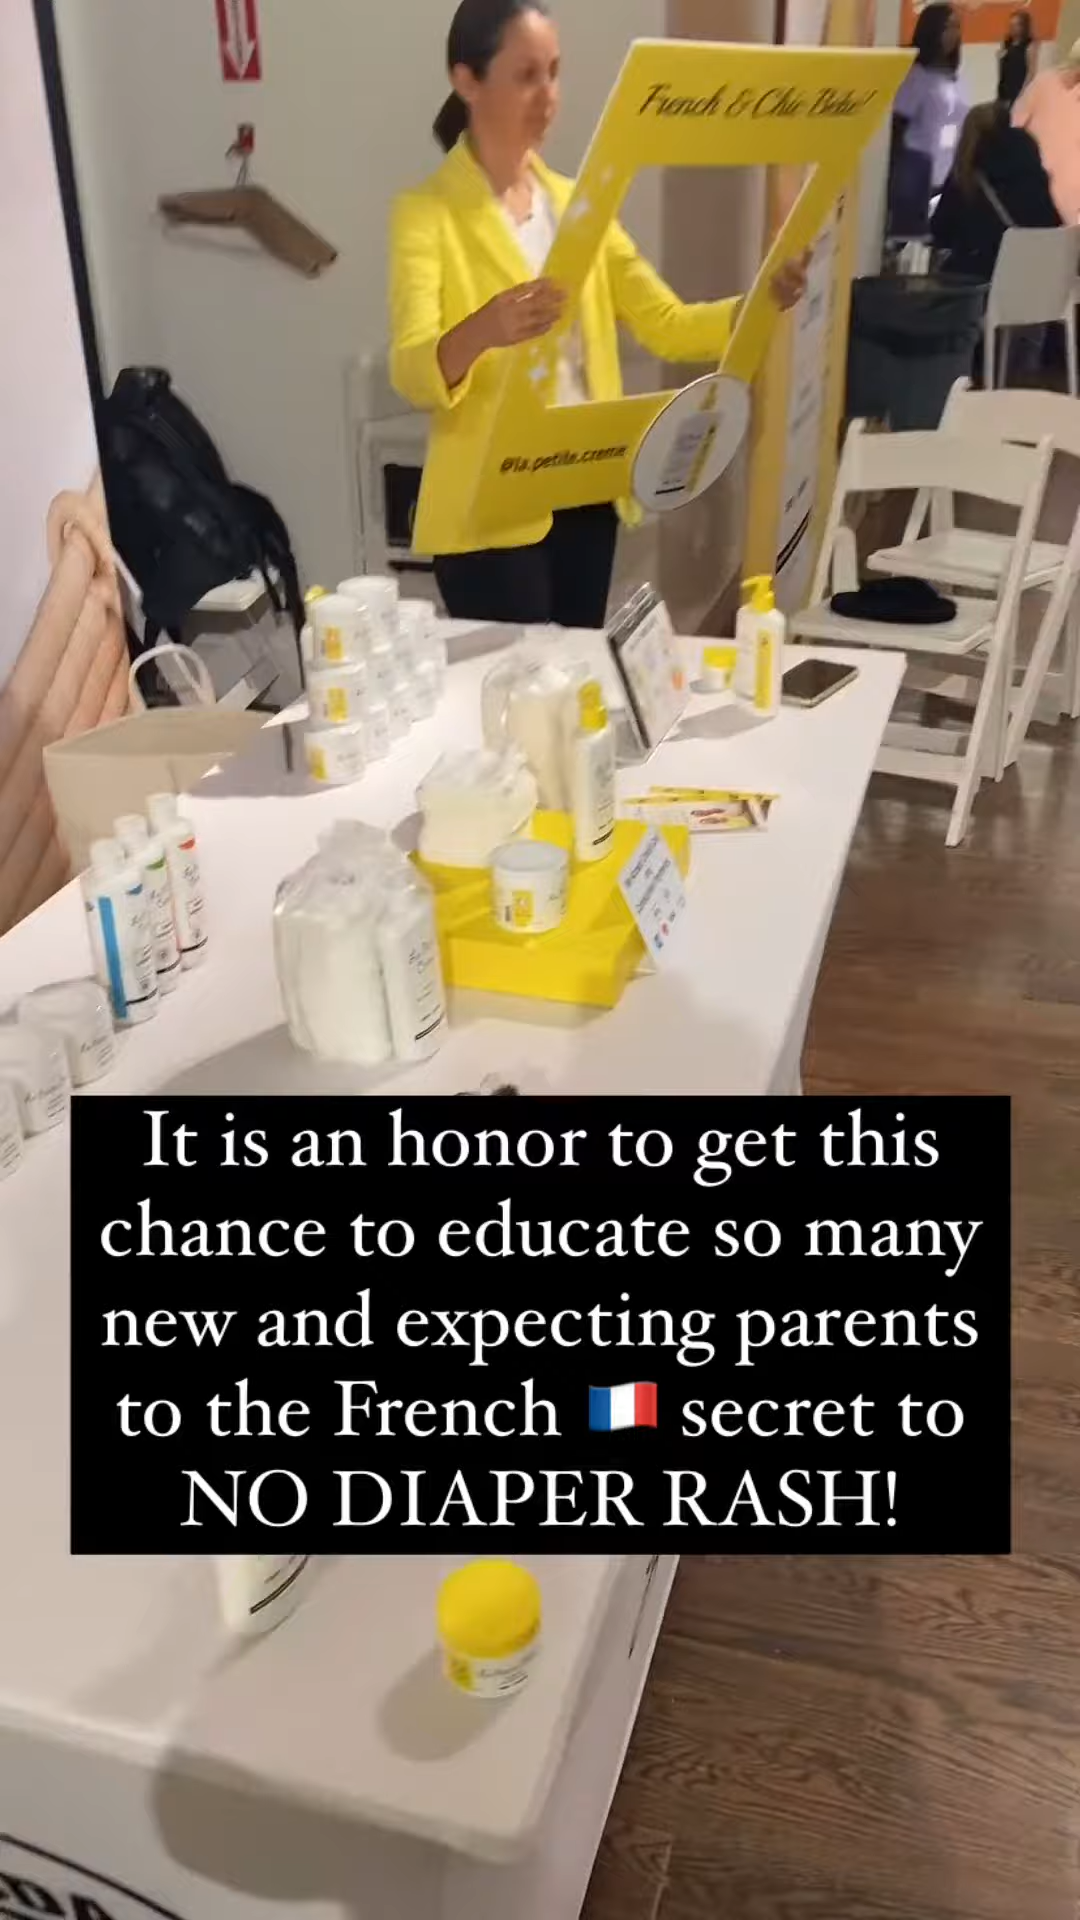 French & Chic Bébé!
@la.petite.creme
It is an honor to get this
chance to educate so many
new and expecting parents
to the French 🇫🇷 secret to
NO DIAPER RASH!